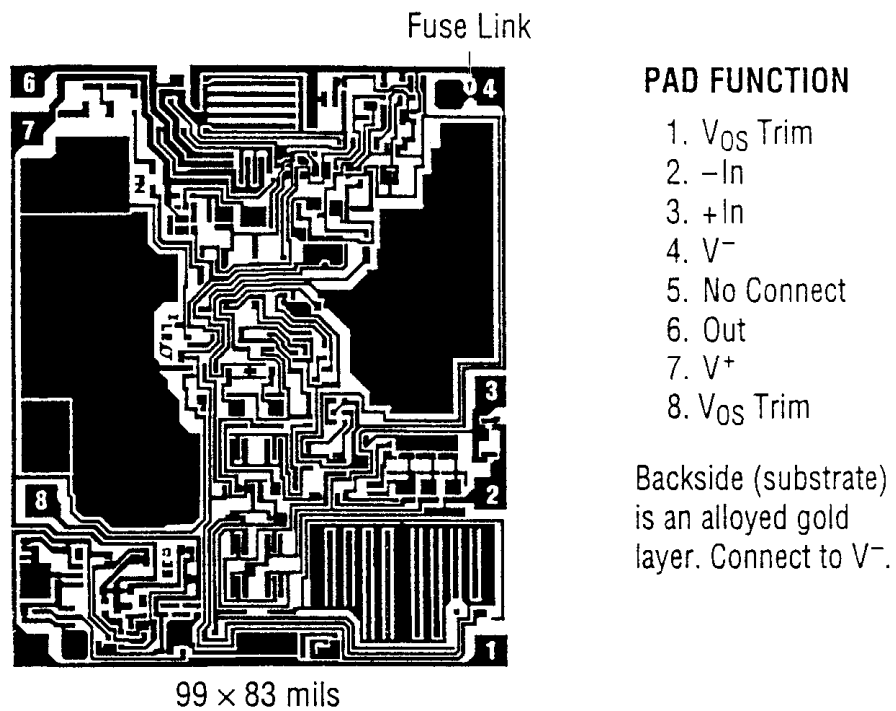 Fuse Link
6
4
7
3
8
2
1
99 × 83 mils
PAD FUNCTION
1. VOS Trim
2. −In
3. +In
4. V−
5. No Connect
6. Out
7. V+
8. VOS Trim
Backside (substrate)
is an alloyed gold
layer. Connect to V−.